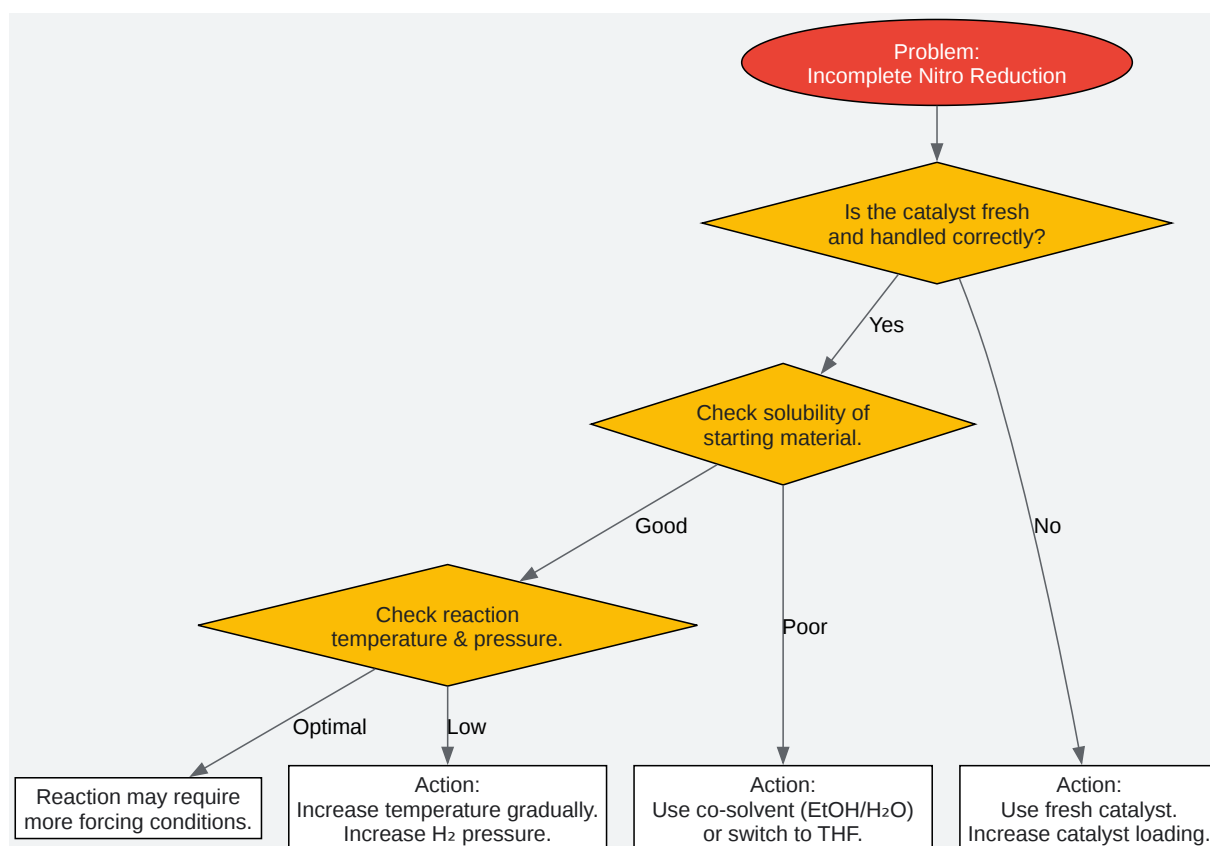 Problem:
Incomplete Nitro Reduction
Is the catalyst fresh
and handled correctly?
Yes
Check solubility of
starting material.
Good
No
Check reaction
temperature & pressure.
Poor
Optimal
Low
Reaction may require
more forcing conditions.
Action:
Increase temperature gradually.
Increase H₂ pressure.
Action:
Use co-solvent (EtOH/H₂O)
or switch to THF.
Action:
Use fresh catalyst.
Increase catalyst loading.